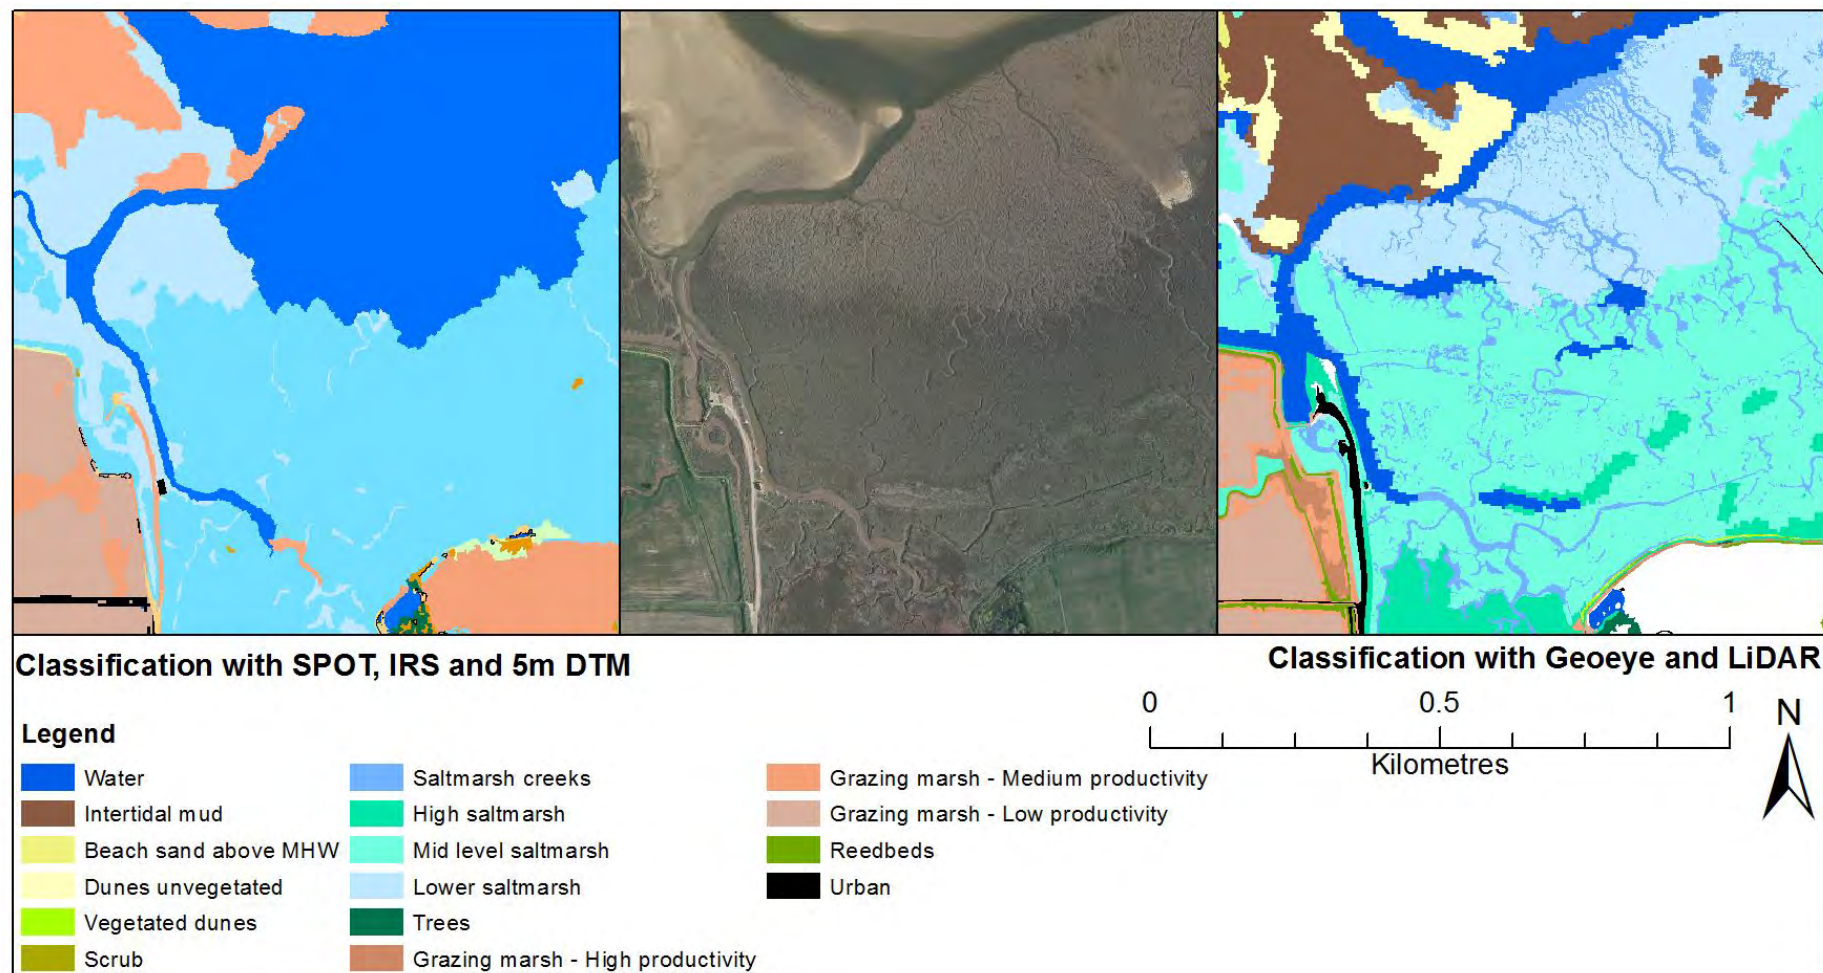 Classification with SPOT, IRS and 5m DTM
Classification with Geoeye and LiDAR
0 0.5 1
Kilometres
N
Legend
Water
Intertidal mud
Beach sand above MHW
Dunes unvegetated
Vegetated dunes
Scrub
Saltmarsh creeks
High saltmarsh
Mid level saltmarsh
Lower saltmarsh
Trees
Grazing marsh - High productivity
Grazing marsh - Medium productivity
Grazing marsh - Low productivity
Reedbeds
Urban